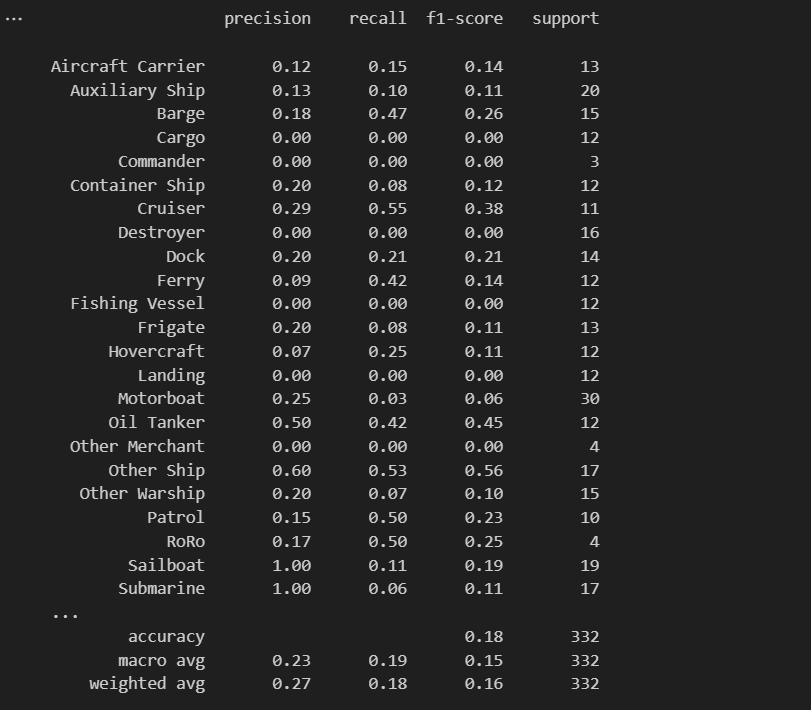 ... precision recall f1-score support
Aircraft Carrier 0.12 0.15 0.14 13
Auxiliary Ship 0.13 0.10 0.11 20
Barge 0.18 0.47 0.26 15
Cargo 0.00 0.00 0.00 12
Commander 0.00 0.00 0.00 3
Container Ship 0.20 0.08 0.12 12
Cruiser 0.29 0.55 0.38 11
Destroyer 0.00 0.00 0.00 16
Dock 0.20 0.21 0.21 14
Ferry 0.09 0.42 0.14 12
Fishing Vessel 0.00 0.00 0.00 12
Frigate 0.20 0.08 0.11 13
Hovercraft 0.07 0.25 0.11 12
Landing 0.00 0.00 0.00 12
Motorboat 0.25 0.03 0.06 30
Oil Tanker 0.50 0.42 0.45 12
Other Merchant 0.00 0.00 0.00 4
Other Ship 0.60 0.53 0.56 17
Other Warship 0.20 0.07 0.10 15
Patrol 0.15 0.50 0.23 10
RoRo 0.17 0.50 0.25 4
Sailboat 1.00 0.11 0.19 19
Submarine 1.00 0.06 0.11 17
...
accuracy 0.18 332
macro avg 0.23 0.19 0.15 332
weighted avg 0.27 0.18 0.16 332